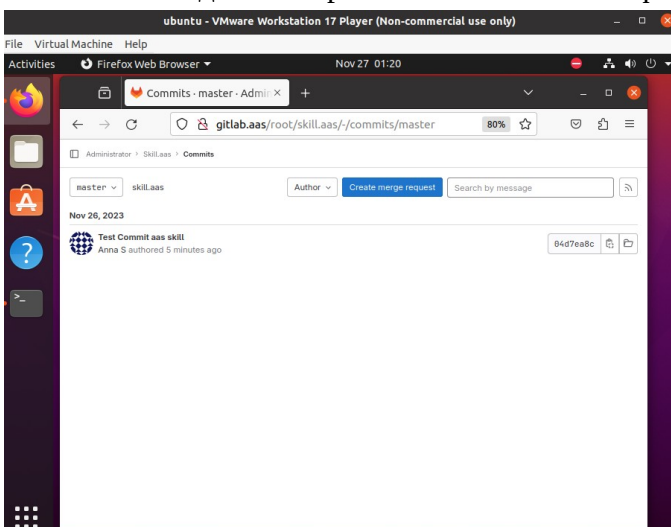 ubuntu - VMware Workstation 17 Player (Non-commercial use only)
File Virtual Machine Help
Activities Firefox Web Browser Nov 27 01:20
Commits · master · Admin
gitlab.aas/root/skill.aas/-/commits/master 80%
Administrator Skill.aas Commits
master skill.aas Author Create merge request Search by message
Nov 26, 2023
Test Commit aas skill
Anna S authored 5 minutes ago 04d7ea8c